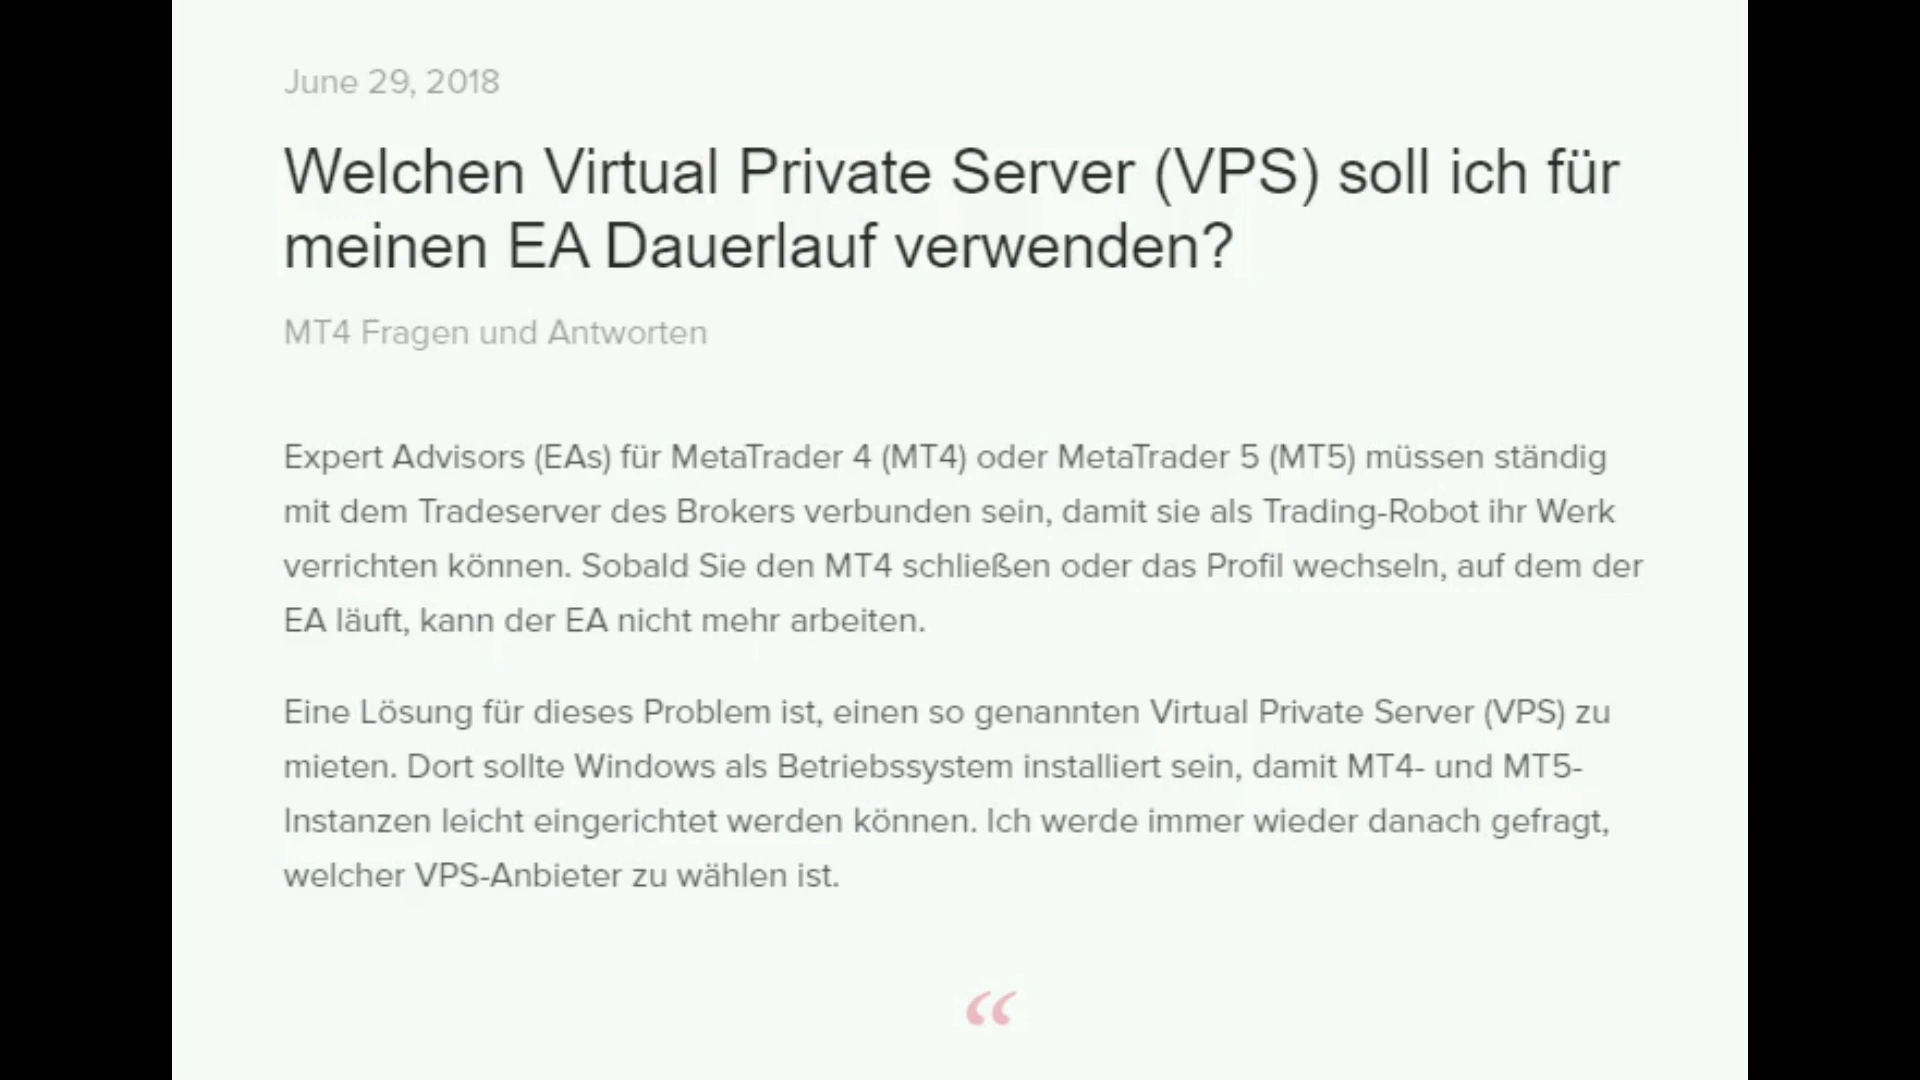 June 29, 2018
Welchen Virtual Private Server (VPS) soll ich für
meinen EA Dauerlauf verwenden?
MT4 Fragen und Antworten
Expert Advisors (EAs) für MetaTrader 4 (MT4) oder MetaTrader 5 (MT5) müssen ständig
mit dem Tradeserver des Brokers verbunden sein, damit sie als Trading-Robot ihr Werk
verrichten können. Sobald Sie den MT4 schließen oder das Profil wechseln, auf dem der
EA läuft, kann der EA nicht mehr arbeiten.
Eine Lösung für dieses Problem ist, einen so genannten Virtual Private Server (VPS) zu
mieten. Dort sollte Windows als Betriebssystem installiert sein, damit MT4- und MT5-
Instanzen leicht eingerichtet werden können. Ich werde immer wieder danach gefragt,
welcher VPS-Anbieter zu wählen ist.
“